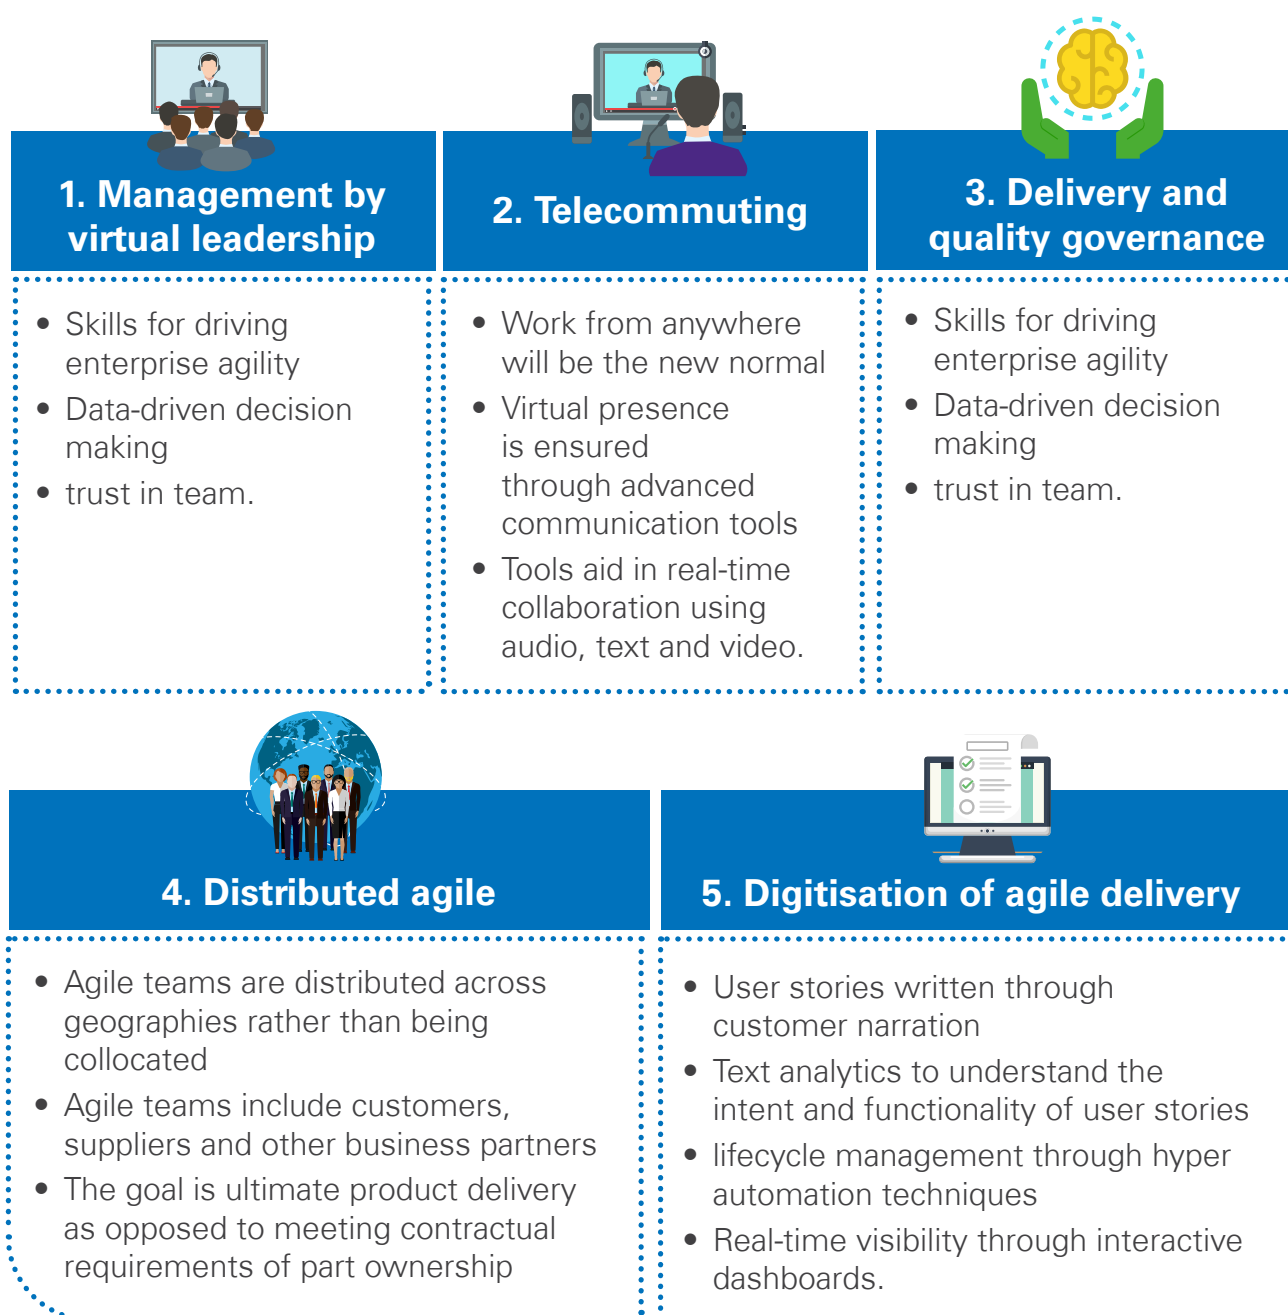 1. Management by
virtual leadership
• Skills for driving
enterprise agility
• Data-driven decision
making
• trust in team.
2. Telecommuting
• Work from anywhere
will be the new normal
• Virtual presence
is ensured
through advanced
communication tools
• Tools aid in real-time
collaboration using
audio, text and video.
3. Delivery and
quality governance
• Skills for driving
enterprise agility
• Data-driven decision
making
• trust in team.
4. Distributed agile
• Agile teams are distributed across
geographies rather than being
collocated
• Agile teams include customers,
suppliers and other business partners
• The goal is ultimate product delivery
as opposed to meeting contractual
requirements of part ownership
5. Digitisation of agile delivery
• User stories written through
customer narration
• Text analytics to understand the
intent and functionality of user stories
• lifecycle management through hyper
automation techniques
• Real-time visibility through interactive
dashboards.